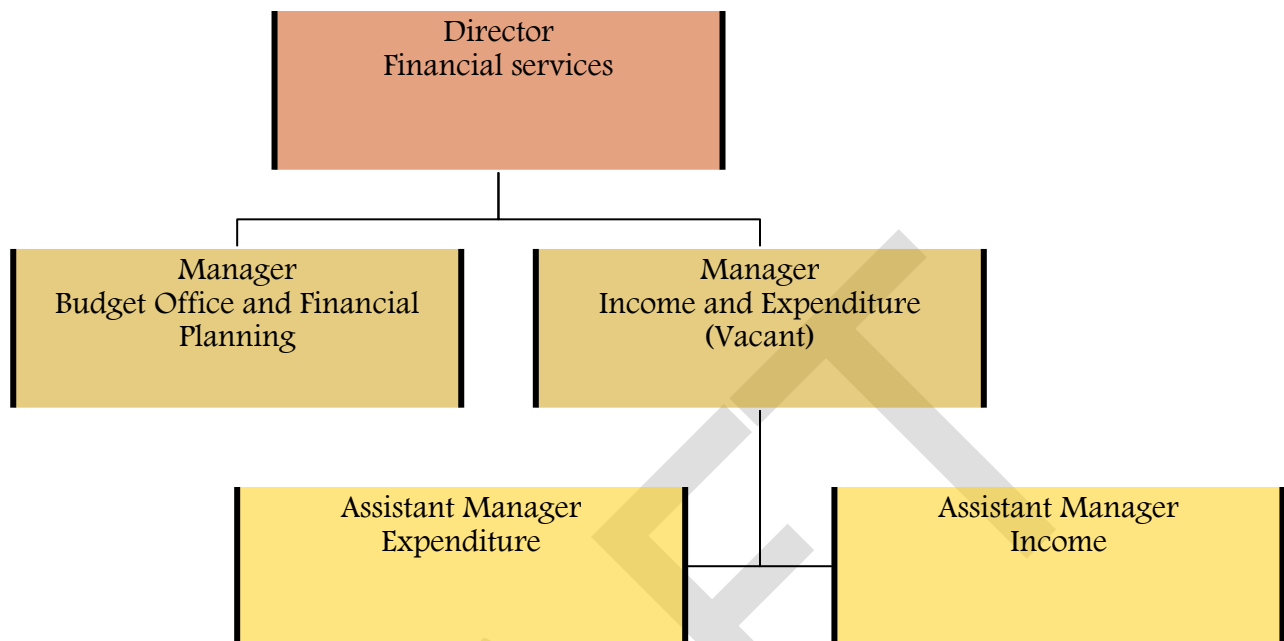 Director
Financial services
Manager
Budget Office and Financial
Planning
Manager
Income and Expenditure
(Vacant)
Assistant Manager
Expenditure
Assistant Manager
Income